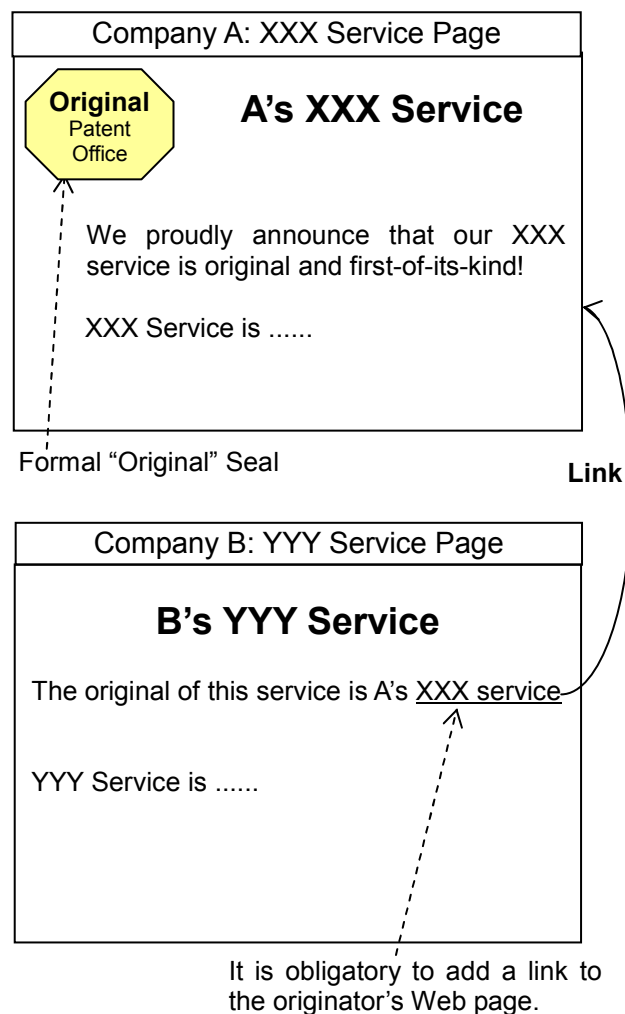 Company A: XXX Service Page
Original
Patent
Office
A's XXX Service
We proudly announce that our XXX
service is original and first-of-its-kind!
XXX Service is ......
Formal “Original” Seal
Link
Company B: YYY Service Page
B's YYY Service
The original of this service is A's XXX service
YYY Service is ......
It is obligatory to add a link to
the originator's Web page.